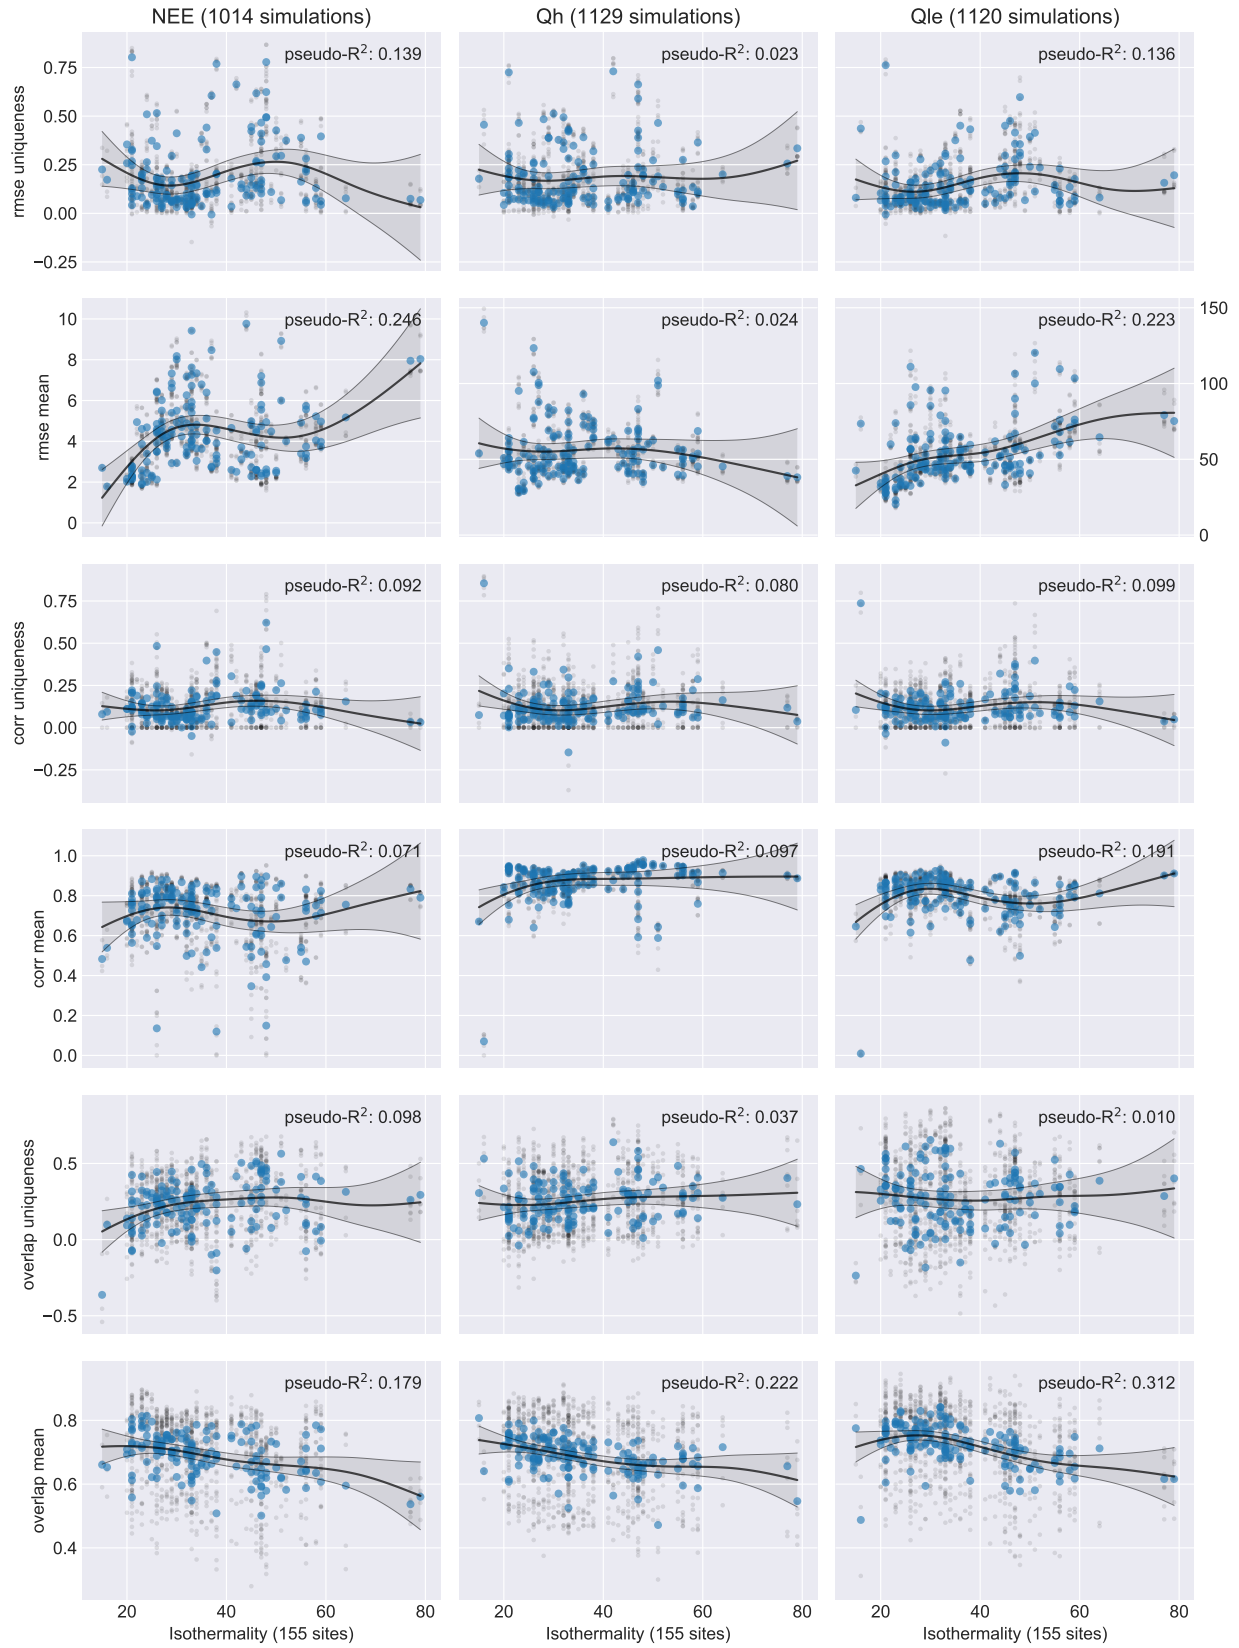 NEE (1014 simulations) Qh (1129 simulations) Qle (1120 simulations)
rmse uniqueness
0.75
0.50
0.25
0.00
−0.25
pseudo-R²: 0.139
pseudo-R²: 0.023
pseudo-R²: 0.136
rmse mean
10
8
6
4
2
0
pseudo-R²: 0.246
pseudo-R²: 0.024
pseudo-R²: 0.223
150
100
50
0
corr uniqueness
0.75
0.50
0.25
0.00
−0.25
pseudo-R²: 0.092
pseudo-R²: 0.080
pseudo-R²: 0.099
corr mean
1.0
0.8
0.6
0.4
0.2
0.0
pseudo-R²: 0.071
pseudo-R²: 0.097
pseudo-R²: 0.191
overlap uniqueness
0.5
0.0
−0.5
pseudo-R²: 0.098
pseudo-R²: 0.037
pseudo-R²: 0.010
overlap mean
0.8
0.6
0.4
pseudo-R²: 0.179
pseudo-R²: 0.222
pseudo-R²: 0.312
20 40 60 80 20 40 60 80 20 40 60 80
Isothermality (155 sites) Isothermality (155 sites) Isothermality (155 sites)